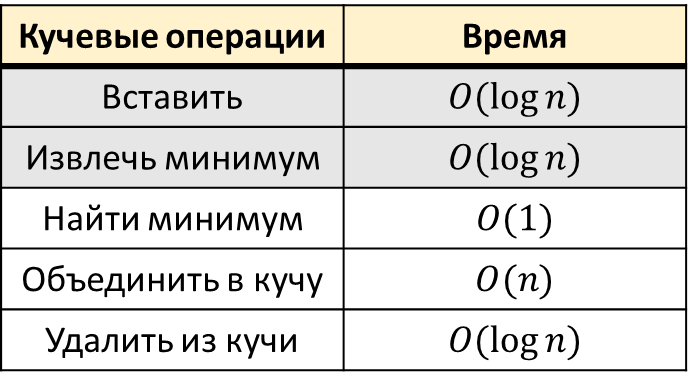 Кучевые операции Время
Вставить O(log n)
Извлечь минимум O(log n)
Найти минимум O(1)
Объединить в кучу O(n)
Удалить из кучи O(log n)